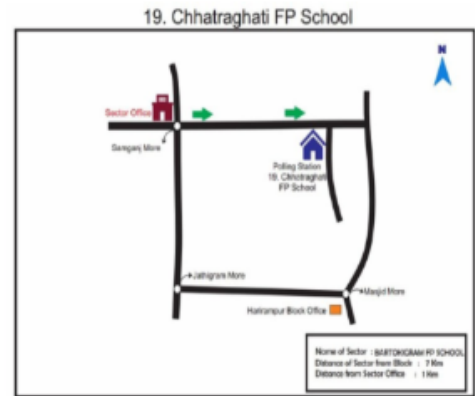 19. Chhatraghati FP School
N
Sector Office
Samganj More
Polling Station
19. Chhatraghati
FP School
Jathigram More
Masjid More
Harirampur Block Office
Name of Sector : BARTOKIGRAM FP SCHOOL
Distance of Sector from Block : 7 Km
Distance from Sector Office : 1 Km